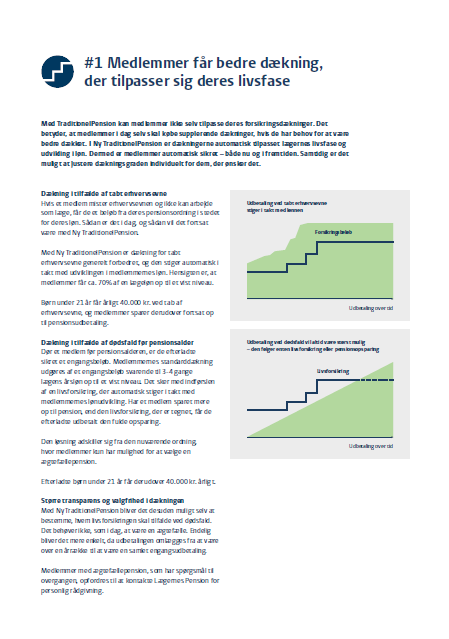 #1 Medlemmer får bedre dækning,
der tilpasser sig deres livsfase
Med TraditionelPension kan medlemmer ikke selv tilpasse deres forsikringsdækninger. Det
betyder, at medlemmer i dag selv skal købe supplerende dækninger, hvis de har behov for at være
bedre dækket. I Ny TraditionelPension er dækningerne automatisk tilpasset lægernes livsfase og
udvikling i løn. Dermed er medlemmer automatisk sikret – både nu og i fremtiden. Samtidig er det
muligt at justere dækningsgraden individuelt for dem, der ønsker det.
Dækning i tilfælde af tabt erhvervsevne
Hvis et medlem mister erhvervsevnen og ikke kan arbejde
som læge, får de et beløb fra deres pensionsordning i stedet
for deres løn. Sådan er det i dag, og sådan vil det fortsat
være med Ny TraditionelPension.
Med Ny TraditionelPension er dækning for tabt
erhvervsevne generelt forbedret, og den stiger automatisk i
takt med udviklingen i medlemmernes løn. Hensigten er, at
medlemmer får ca. 70% af en lægeløn op til et vist niveau.
Børn under 21 år får årligt 40.000 kr. ved tab af
erhvervsevne, og medlemmer sparer derudover fortsat op
til pensionsudbetaling.
Dækning i tilfælde af dødsfald før pensionsalder
Dør et medlem før pensionsalderen, er de efterladte
sikret et engangsbeløb. Medlemmernes standarddækning
udgøres af et engangsbeløb svarende til 3-4 gange
lægens årsløn op til et vist niveau. Det sker med indførslen
af en livsforsikring, der automatisk stiger i takt med
medlemmernes lønudvikling. Har et medlem sparet mere
op til pension, end den livsforsikring, der er tegnet, får de
efterladte udbetalt den fulde opsparing.
Den løsning adskiller sig fra den nuværende ordning,
hvor medlemmer kun har mulighed for at vælge en
ægtefællepension.
Efterladte børn under 21 år får derudover 40.000 kr. årligt.
Større transparens og valgfrihed i dækningen
Med Ny TraditionelPension bliver det desuden muligt selv at
bestemme, hvem livsforsikringen skal tilfalde ved dødsfald.
Det behøver ikke, som i dag, at være en ægtefælle. Endelig
bliver det mere enkelt, da udbetalingen omlægges fra at være
over en årrække til at være en samlet engangsudbetaling.
Medlemmer med ægtefællepension, som har spørgsmål til
overgangen, opfordres til at kontakte Lægernes Pension for
personlig rådgivning.
Udbetaling ved tabt erhvervsevne
stiger i takt med lønnen
Forsikringsbeløb
Udbetaling over tid
Udbetaling ved dødsfald vil altid være størst mulig
– den følger enten livsforsikring eller pensionsopsparing
Livsforsikring
Udbetaling over tid